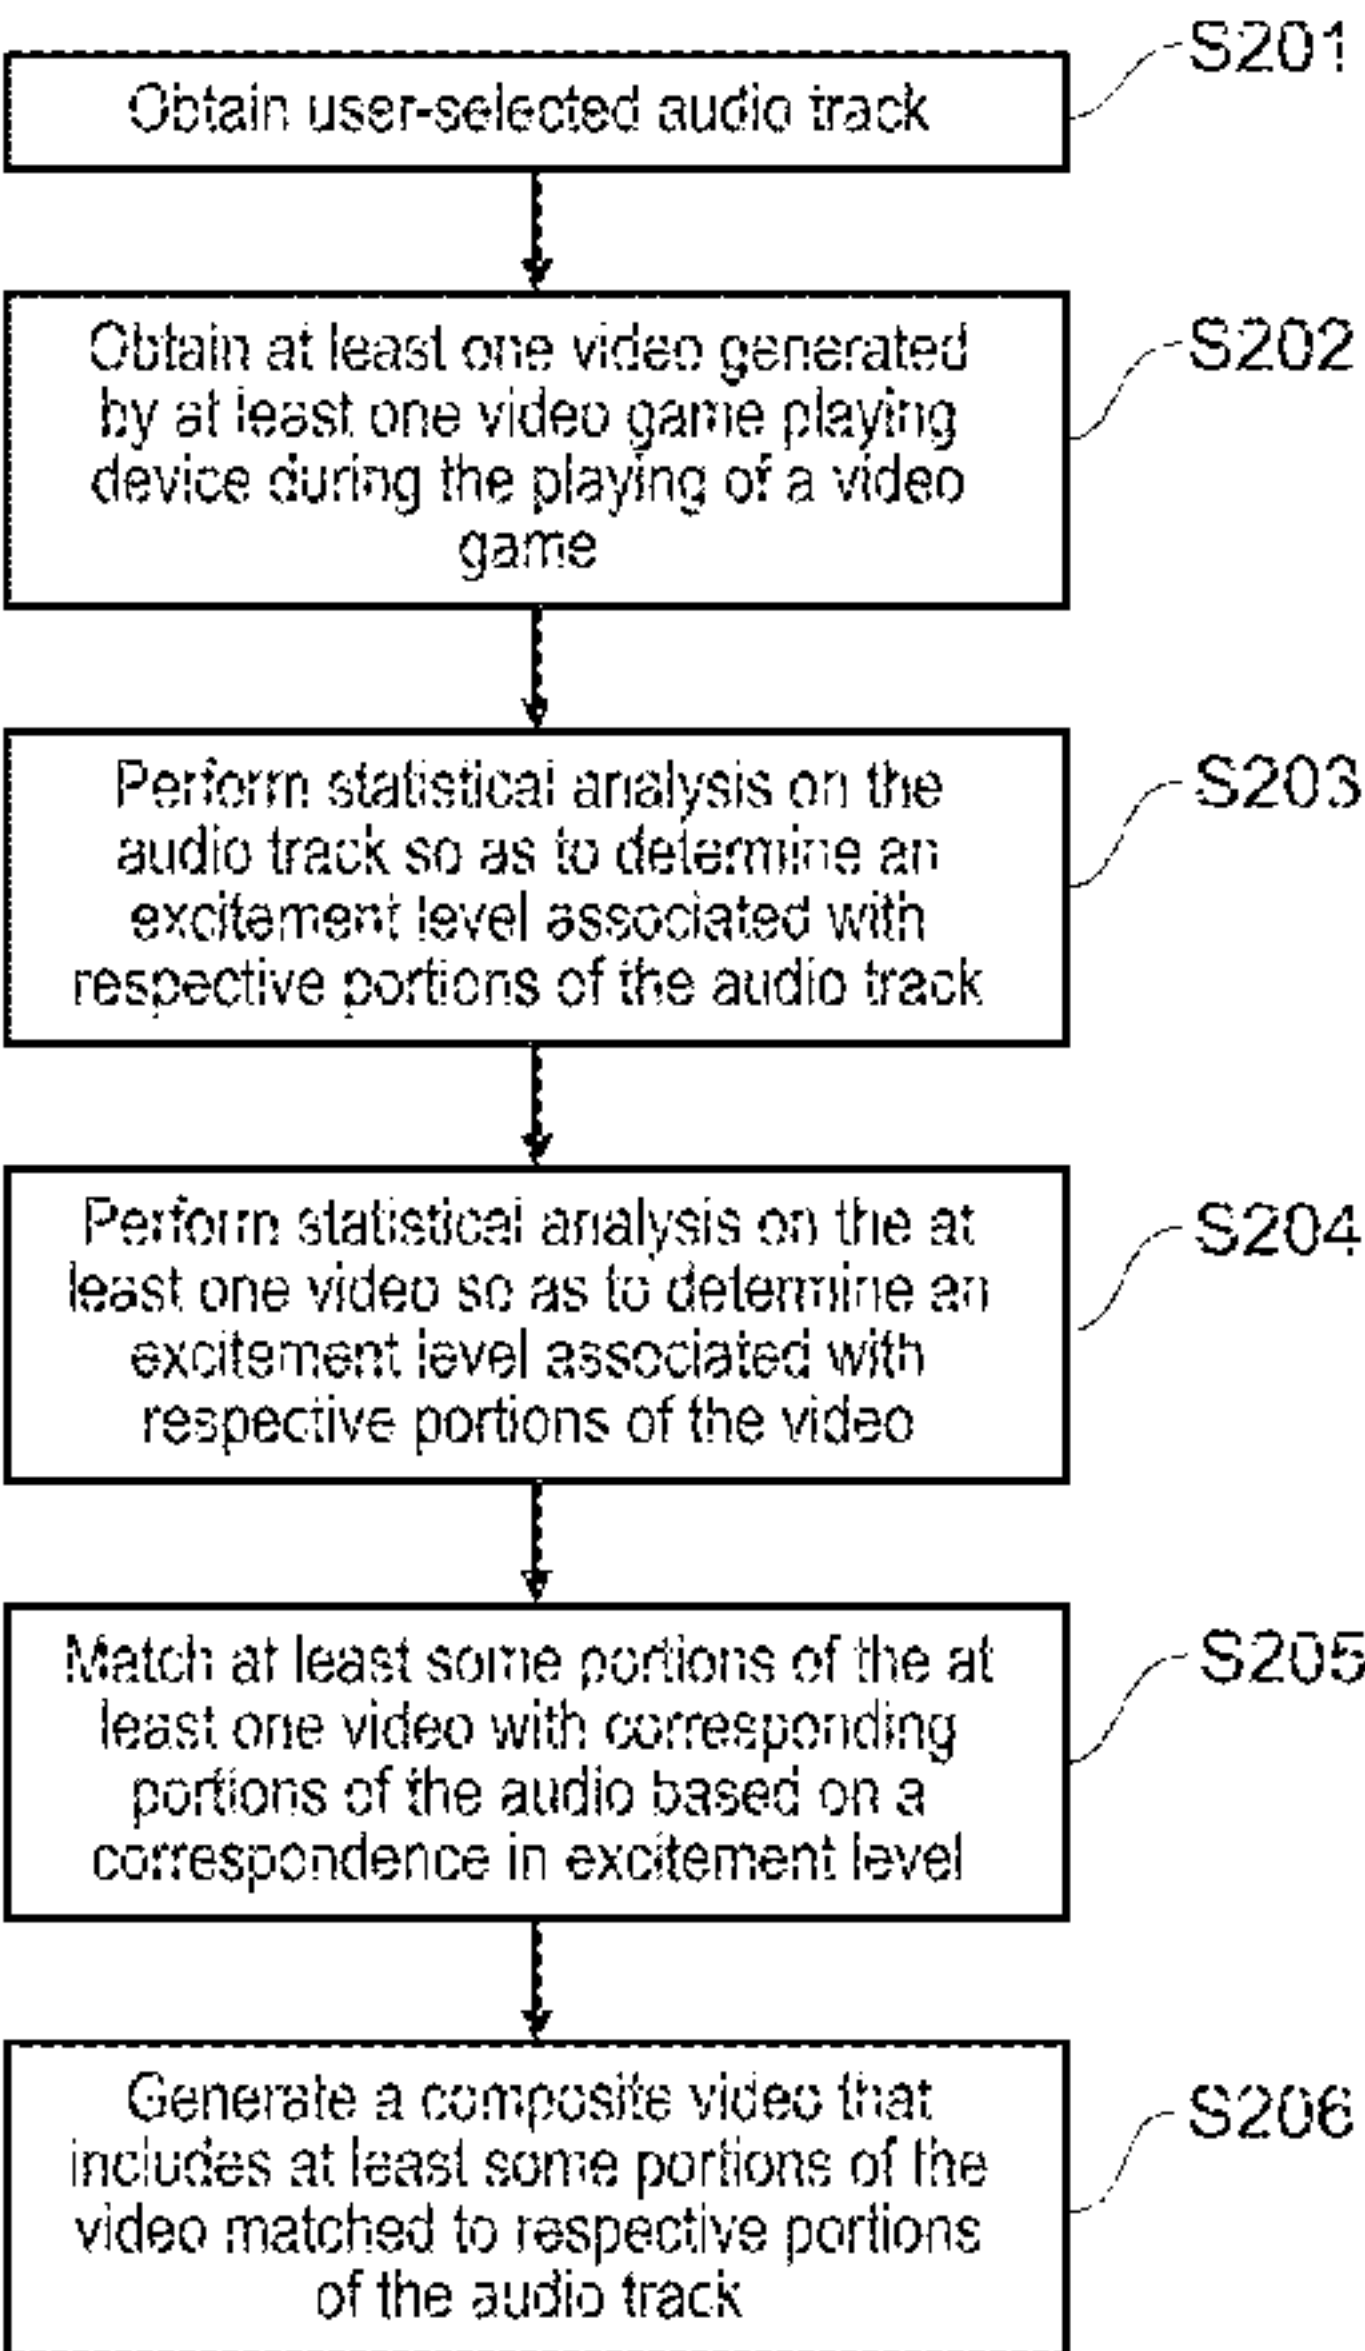 S201
Obtain user-selected audio track
S202
Obtain at least one video generated
by at least one video game playing
device during the playing of a video
game
S203
Perform statistical analysis on the
audio track so as to determine an
excitement level associated with
respective portions of the audio track
S204
Perform statistical analysis on the at
least one video so as to determine an
excitement level associated with
respective portions of the video
S205
Match at least some portions of the at
least one video with corresponding
portions of the audio based on a
correspondence in excitement level
S206
Generate a composite video that
includes at least some portions of the
video matched to respective portions
of the audio track